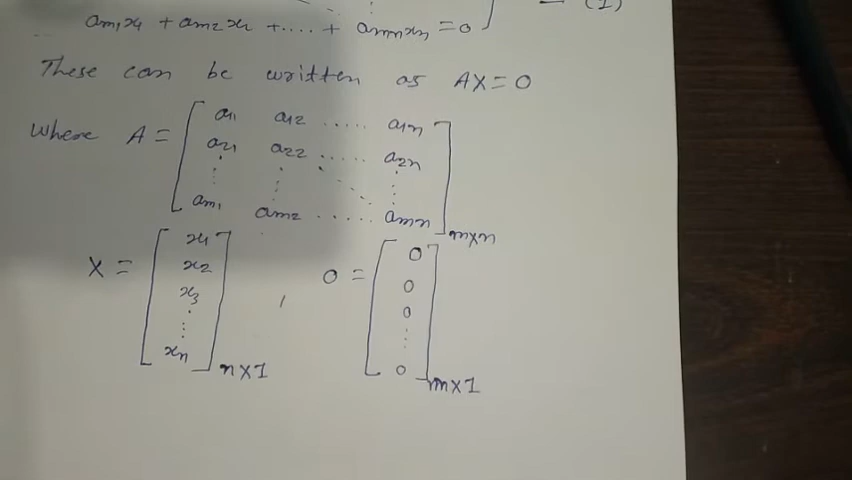 am1x1 + am2x2 + .... + amnxn = 0 ] — (1)
These can be written as AX = 0
Where A = [ a11 a12 ..... a1n
a21 a22 ..... a2n
am1 am2 ..... amn ] m×n
X = [ x1 x2 x3 ... xn ] n×1 , 0 = [ 0 0 0 ... 0 ] m×1